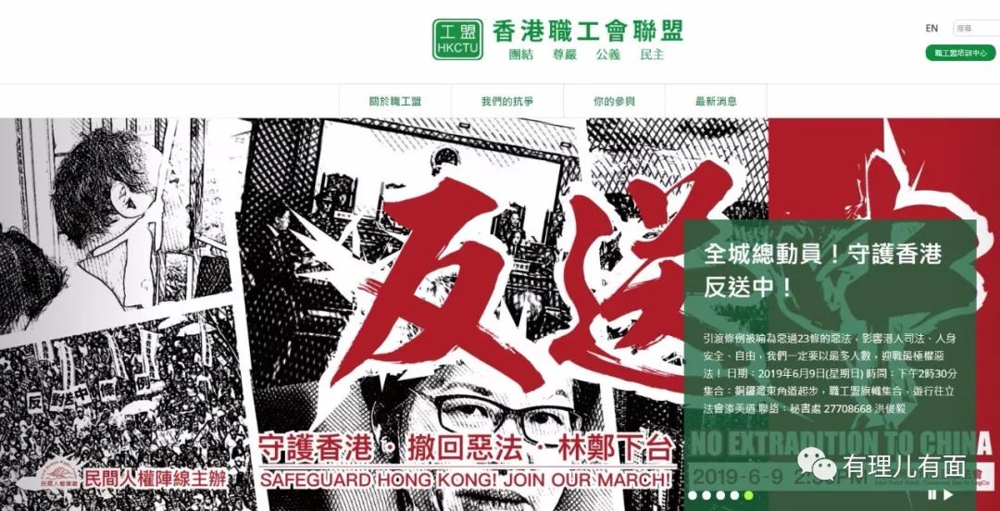 工盟
HKCTU
香港職工會聯盟
團結 尊嚴 公義 民主
EN
搜尋
職工盟培訓中心
關於職工盟
我們的抗爭
你的參與
最新消息
反送
全城總動員！守護香港
反送中！
引渡條例被喻為惡過23條的惡法，影響港人司法、人身
安全、自由，我們一定要以最多人數，迎戰最極權惡
法！ 日期：2019年6月9日(星期日) 時間：下午2時30分
集合：銅鑼灣東角道起步，職工盟旗幟集合，遊行往立
法會添美道 聯絡：秘書處 27708668 洪俊毅
守護香港‧撤回惡法‧林鄭下台
SAFEGUARD HONG KONG! JOIN OUR MARCH!
民間人權陣線主辦
NO EXTRADITION TO CHINA
2019-6-9
有理儿有面